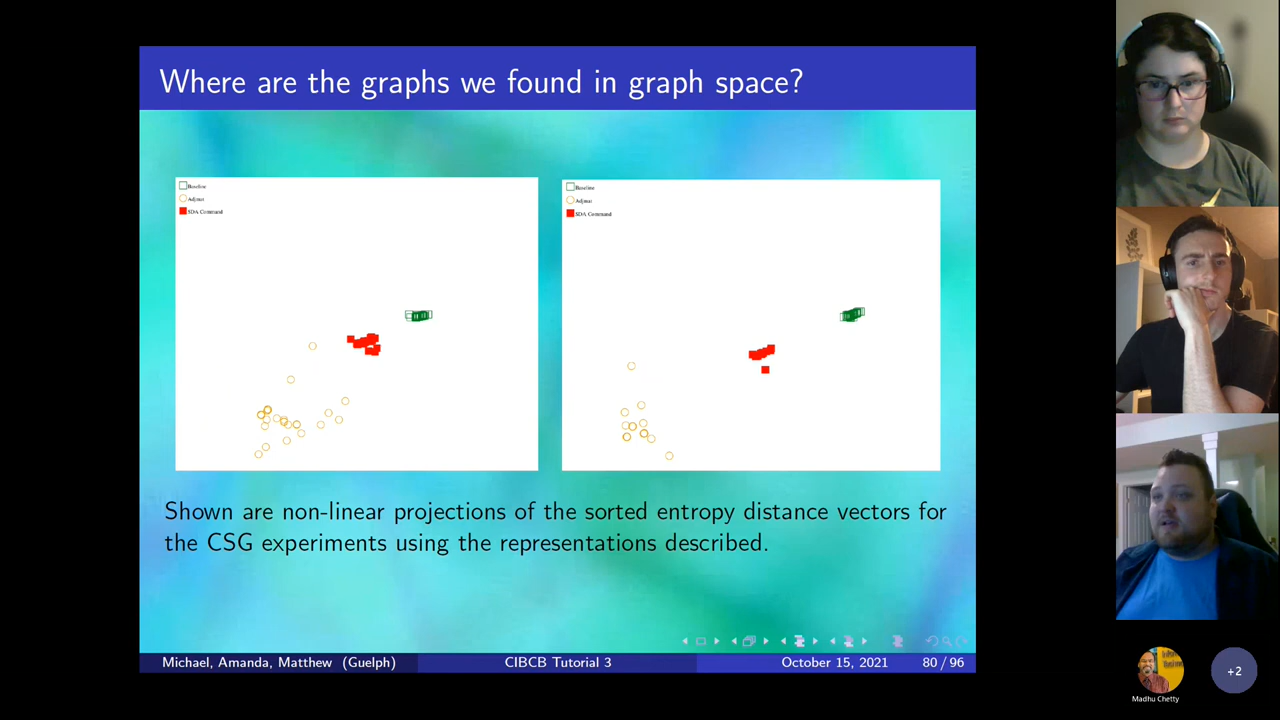 Where are the graphs we found in graph space?
Baseline
Adjmat
SDA Command
Baseline
Adjmat
SDA Command
Shown are non-linear projections of the sorted entropy distance vectors for
the CSG experiments using the representations described.
Michael, Amanda, Matthew (Guelph)
CIBCB Tutorial 3
October 15, 2021
80 / 96
+2
Madhu Chetty